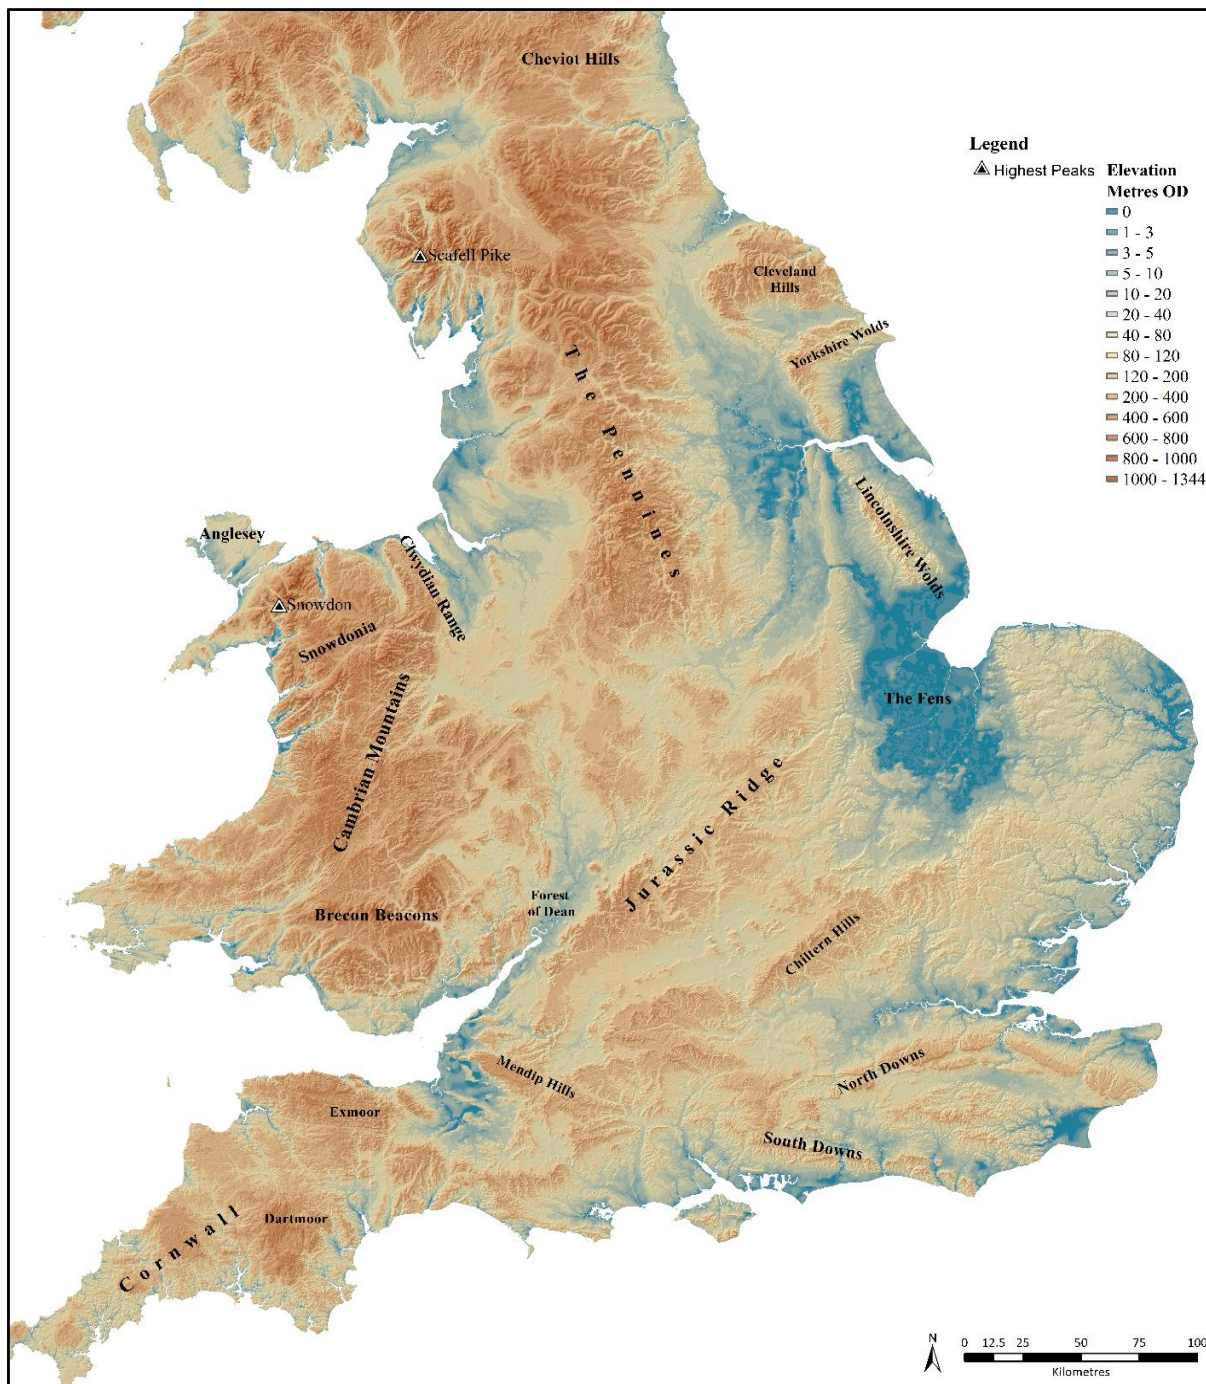 Cheviot Hills
Legend
Highest Peaks
Elevation
Metres OD
0
1 - 3
3 - 5
5 - 10
10 - 20
20 - 40
40 - 80
80 - 120
120 - 200
200 - 400
400 - 600
600 - 800
800 - 1000
1000 - 1344
Scafell Pike
Cleveland
Hills
Yorkshire Wolds
The Pennines
Lincolnshire Wolds
Anglesey
Clwydian Range
Snowdon
Snowdonia
The Fens
Cambrian Mountains
Jurassic Ridge
Forest
of Dean
Brecon Beacons
Chiltern Hills
Mendip Hills
North Downs
Exmoor
South Downs
Cornwall
Dartmoor
N
0 12.5 25 50 75 100
Kilometres